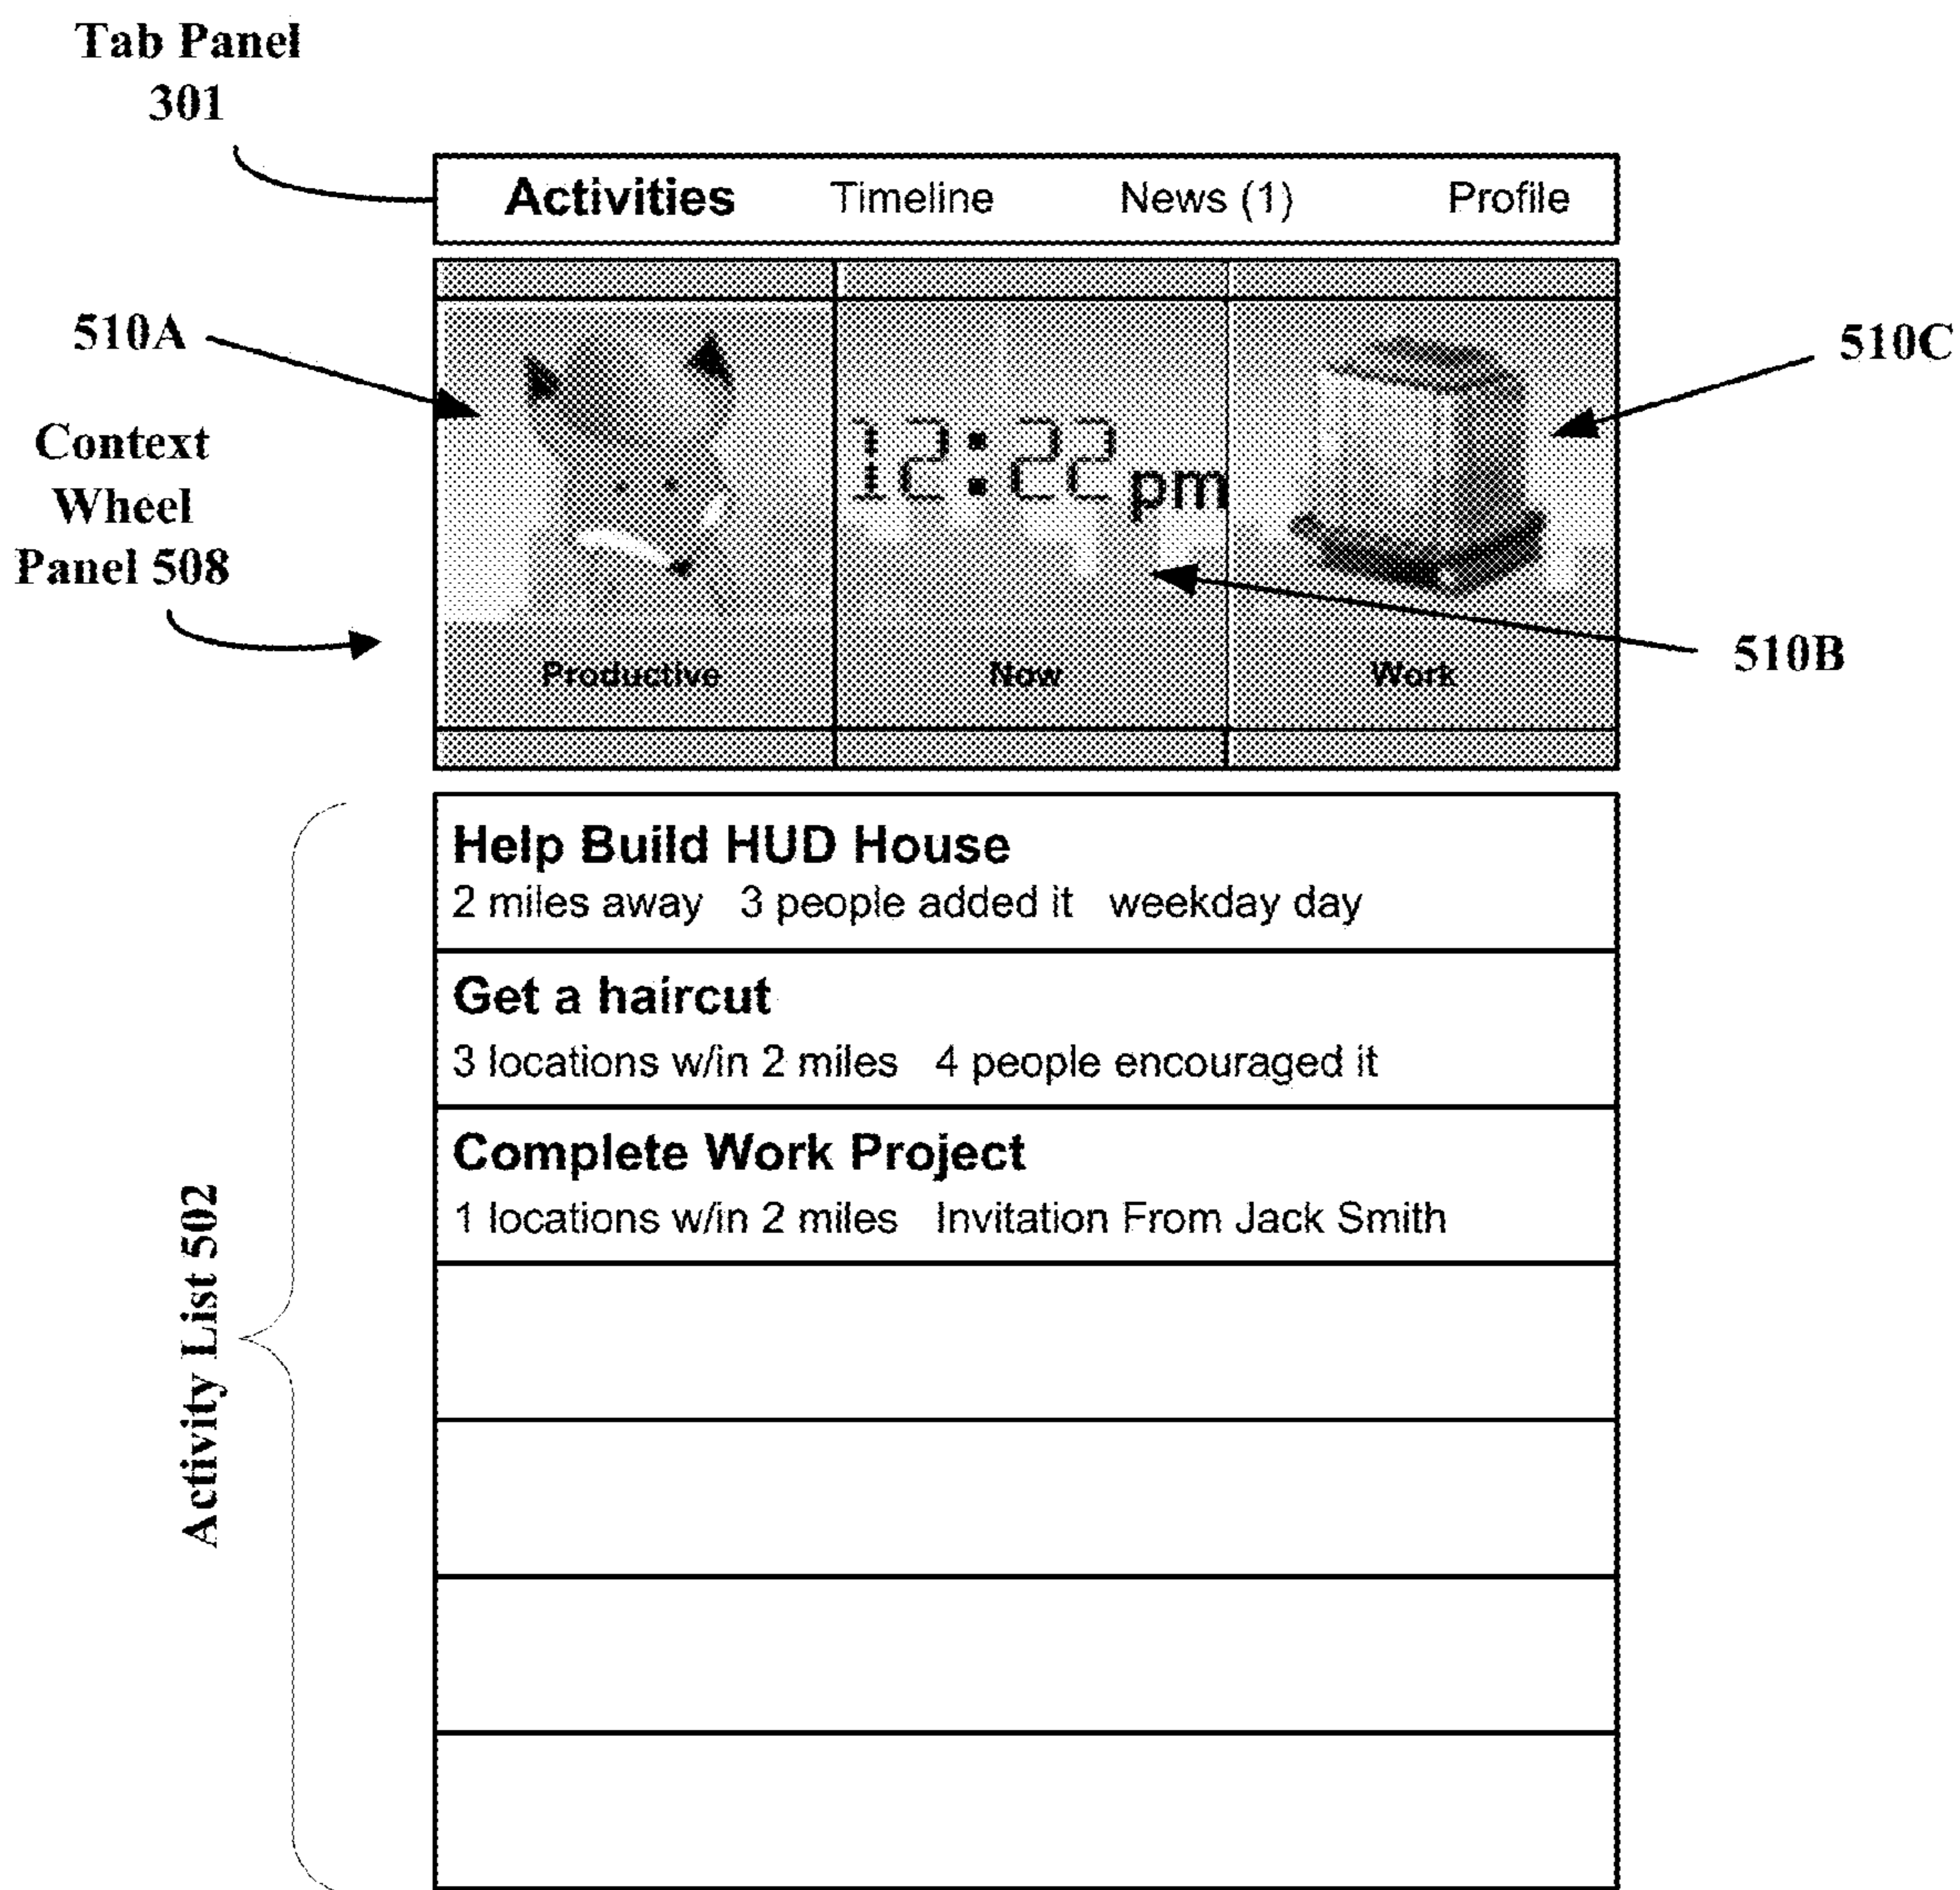 Tab Panel
301
Activities Timeline News (1) Profile
510A
510C
Context
Wheel
Panel 508
12:22 pm
510B
Productive Now Work
Help Build HUD House
2 miles away 3 people added it weekday day
Get a haircut
3 locations w/in 2 miles 4 people encouraged it
Complete Work Project
1 locations w/in 2 miles Invitation From Jack Smith
Activity List 502